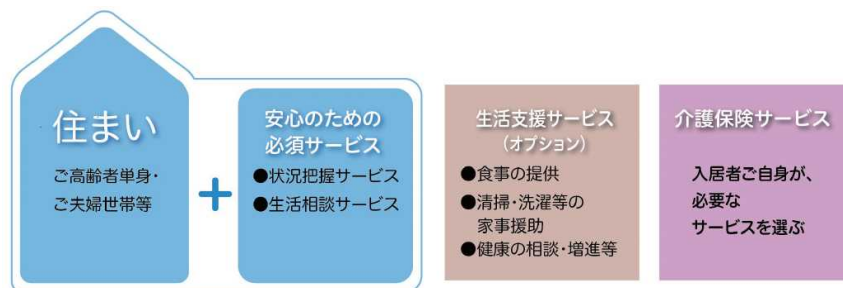 住まい
ご高齢者単身・
ご夫婦世帯等
+
安心のための
必須サービス
●状況把握サービス
●生活相談サービス
生活支援サービス
(オプション)
●食事の提供
●清掃・洗濯等の
家事援助
●健康の相談・増進等
介護保険サービス
入居者ご自身が、
必要な
サービスを選ぶ